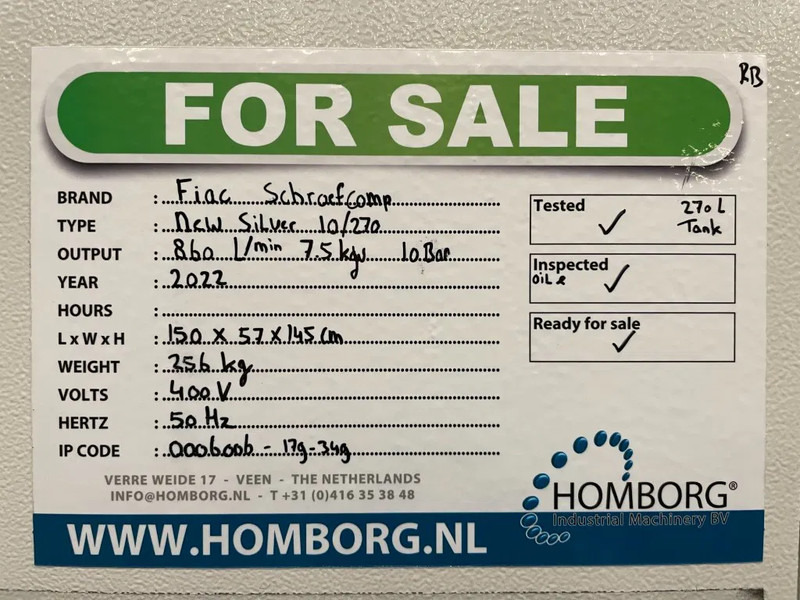 RB
FOR SALE
BRAND : Fiac Schroefcomp
TYPE : New Silver 10/270
OUTPUT : 860 L/min 7.5 kw 10 Bar
YEAR : 2022
HOURS :
L x W x H : 150 x 57 x 145 cm
WEIGHT : 256 kg
VOLTS : 400 V
HERTZ : 50 Hz
IP CODE : 000600b - 17g - 34g
Tested ✓ 270 L
Tank
Inspected ✓
OiL
Ready for sale ✓
VERRE WEIDE 17 - VEEN - THE NETHERLANDS
INFO@HOMBORG.NL - T +31 (0)416 35 38 48
HOMBORG®
Industrial Machinery BV
WWW.HOMBORG.NL